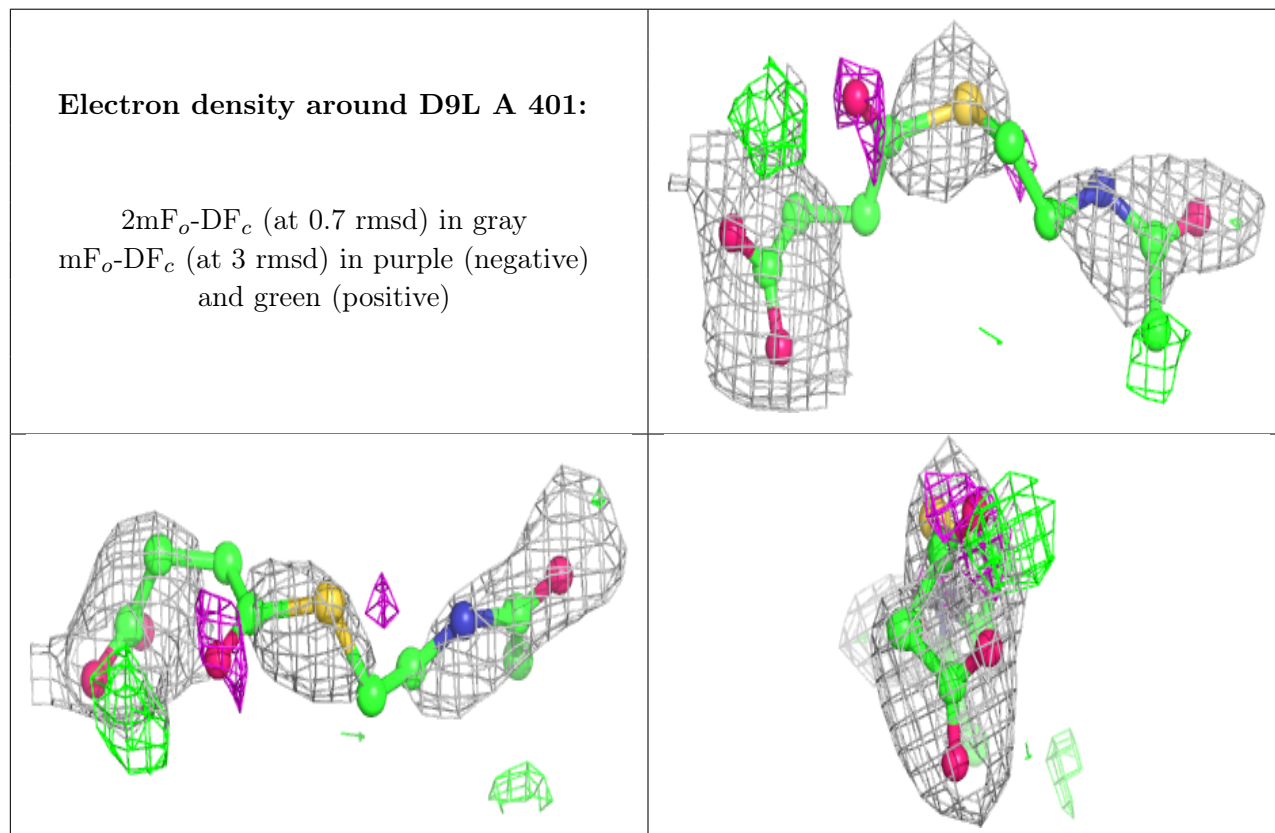 Electron density around D9L A 401:
2mFₒ-DF𝑐 (at 0.7 rmsd) in gray
mFₒ-DF𝑐 (at 3 rmsd) in purple (negative)
and green (positive)